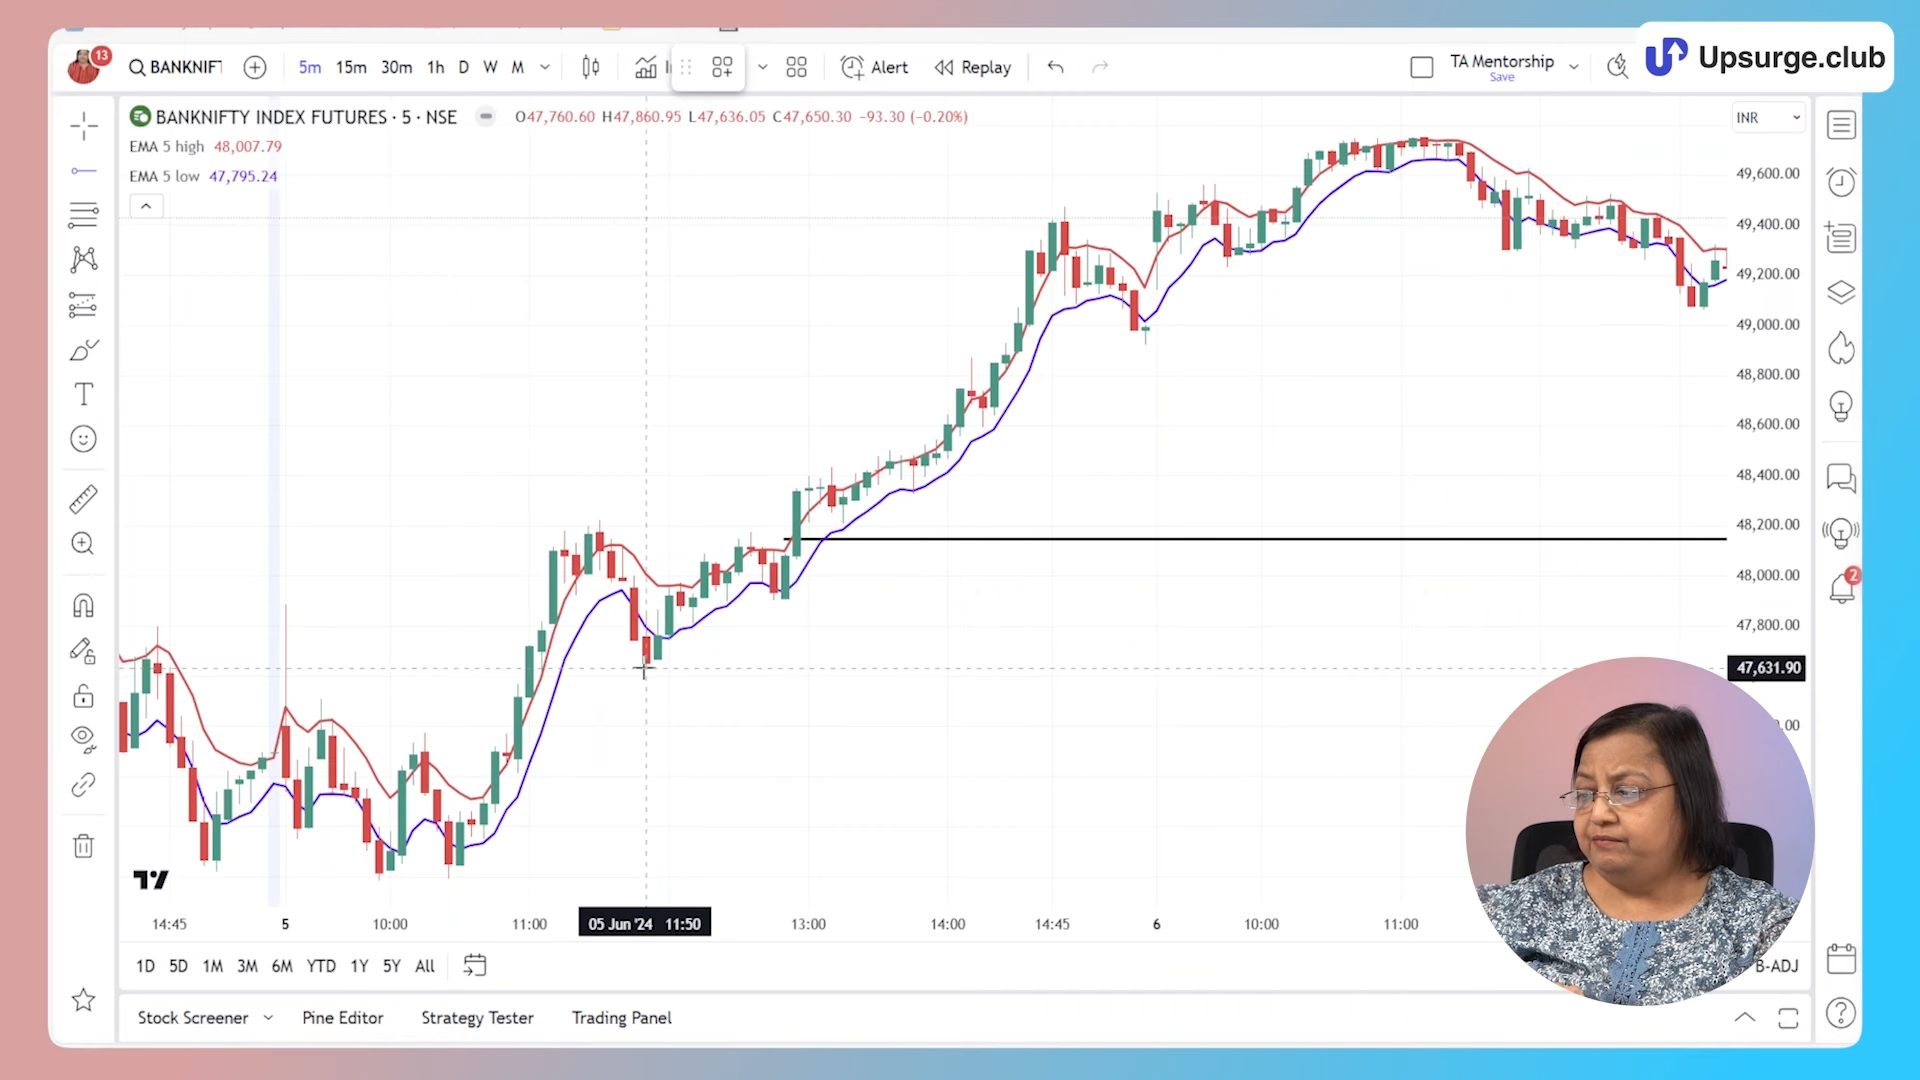 Upsurge.club
13
BANKNIFT
5m 15m 30m 1h D W M
Alert
Replay
TA Mentorship
Save
BANKNIFTY INDEX FUTURES · 5 · NSE
O47,760.60 H47,860.95 L47,636.05 C47,650.30 −93.30 (−0.20%)
INR
EMA 5 high 48,007.79
EMA 5 low 47,795.24
49,600.00
49,400.00
49,200.00
49,000.00
48,800.00
48,600.00
48,400.00
48,200.00
48,000.00
47,800.00
47,631.90
2
14:45 5 10:00 11:00 05 Jun '24 11:50 13:00 14:00 14:45 6 10:00 11:00
1D 5D 1M 3M 6M YTD 1Y 5Y All
B-ADJ
Stock Screener Pine Editor Strategy Tester Trading Panel